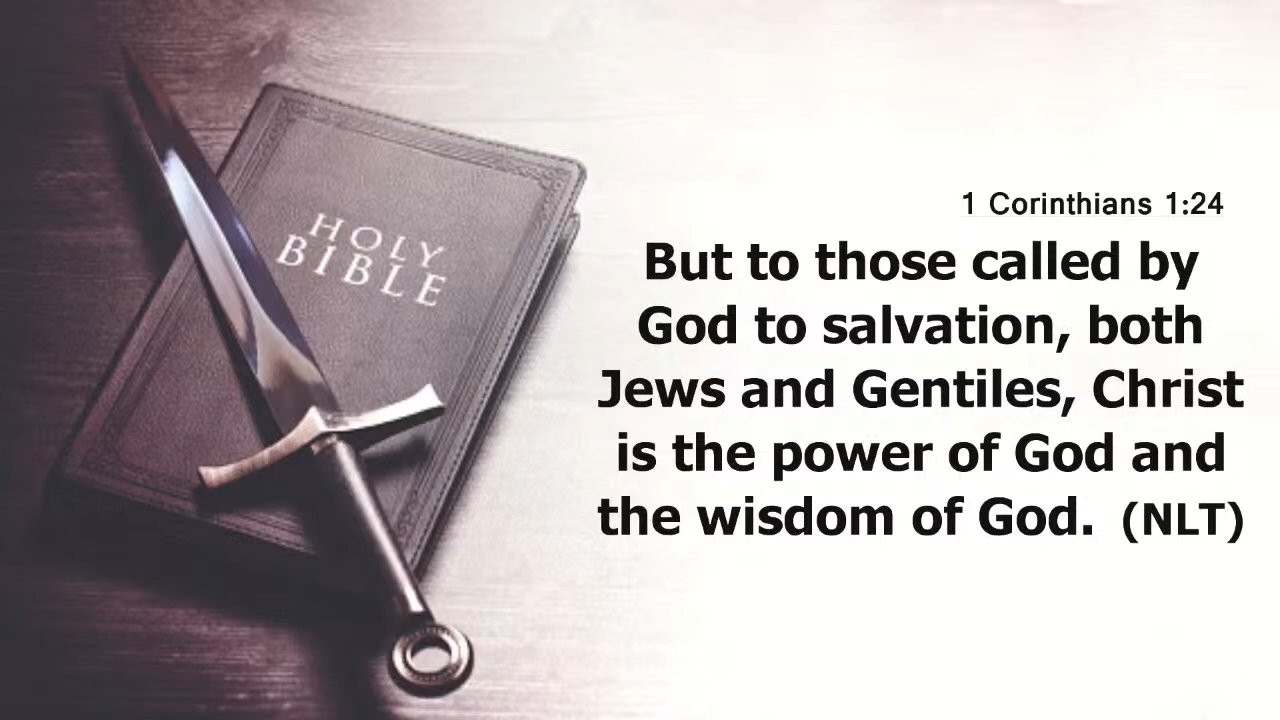 HOLY
BIBLE
1 Corinthians 1:24
But to those called by
God to salvation, both
Jews and Gentiles, Christ
is the power of God and
the wisdom of God. (NLT)